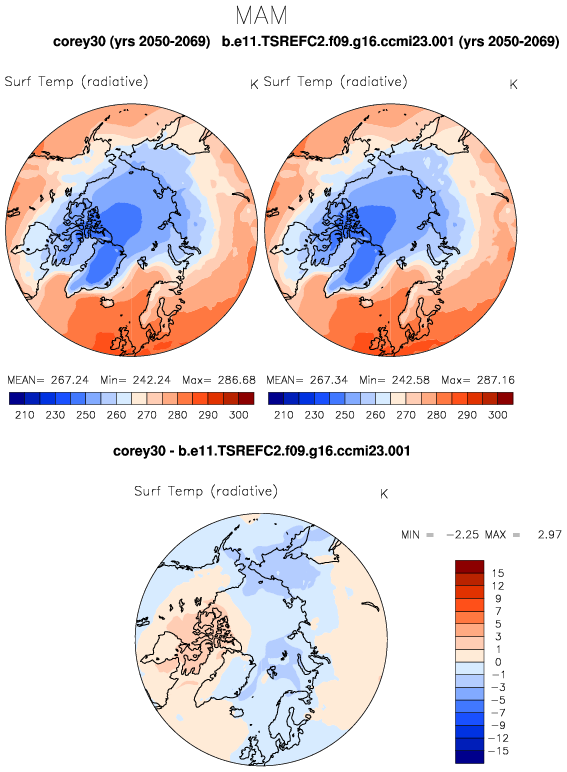 MAM
corey30 (yrs 2050-2069) b.e11.TSREFC2.f09.g16.ccmi23.001 (yrs 2050-2069)
Surf Temp (radiative) K Surf Temp (radiative) K
MEAN= 267.24 Min= 242.24 Max= 286.68 MEAN= 267.34 Min= 242.58 Max= 287.16
210 230 250 260 270 280 290 300 210 230 250 260 270 280 290 300
corey30 - b.e11.TSREFC2.f09.g16.ccmi23.001
Surf Temp (radiative) K
MIN = -2.25 MAX = 2.97
15
12
9
7
5
3
1
0
-1
-3
-5
-7
-9
-12
-15